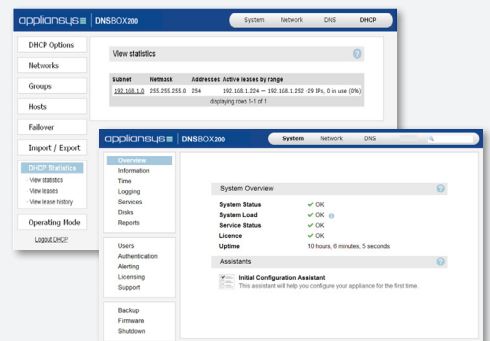 appliansys DNSBOX200 System Network DNS DHCP
DHCP Options
Networks
Groups
Hosts
Failover
Import / Export
DHCP Statistics
- View statistics
- View leases
- View lease history
Operating Mode
Logout DHCP
View statistics ?
Subnet Netmask Addresses Active leases by range
192.168.1.0 255.255.255.0 254 192.168.1.224 — 192.168.1.252 -29 IPs, 0 in use (0%)
displaying rows 1-1 of 1
appliansys DNSBOX200 System Network DNS
Overview
Information
Time
Logging
Services
Disks
Reports
Users
Authentication
Alerting
Licensing
Support
Backup
Firmware
Shutdown
System Overview ?
System Status ✓ OK
System Load ✓ OK
Service Status ✓ OK
Licence ✓ OK
Uptime 10 hours, 6 minutes, 5 seconds
Assistants ?
Initial Configuration Assistant
This assistant will help you configure your appliance for the first time.